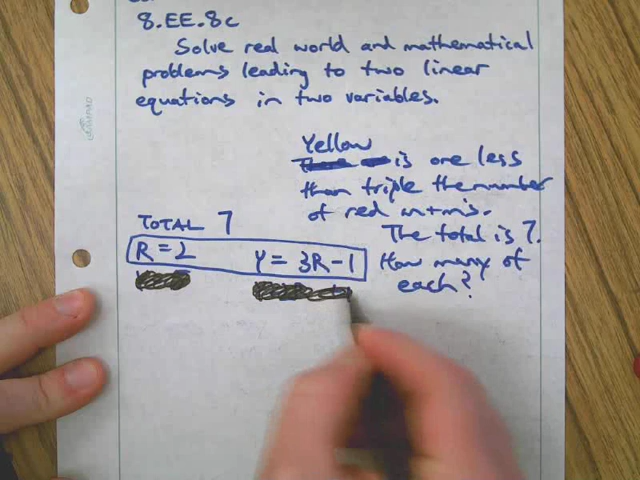 8.EE.8c
Solve real world and mathematical
problems leading to two linear
equations in two variables.
Yellow
is one less
than triple the number
of red m+m's.
The total is 7.
How many of
each?
TOTAL 7
R = 2 Y = 3R - 1